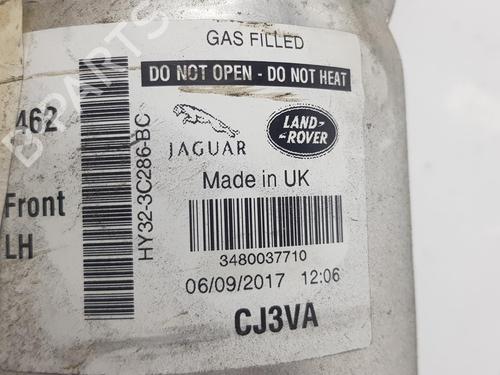 GAS FILLED
DO NOT OPEN - DO NOT HEAT
462
Front
LH
HY32-3C286-BC
JAGUAR
LAND-
ROVER
Made in UK
3480037710
06/09/2017 12:06
CJ3VA
B-PARTS